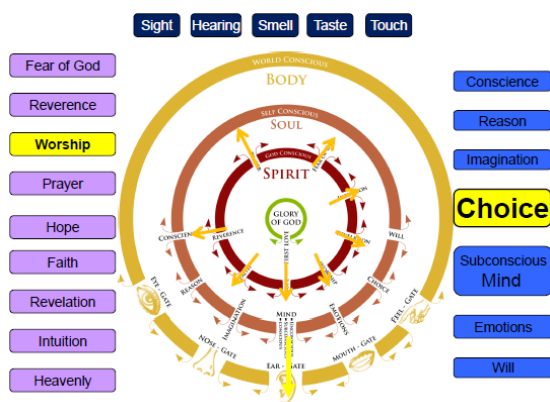 Sight
Hearing
Smell
Taste
Touch
Fear of God
Reverence
Worship
Prayer
Hope
Faith
Revelation
Intuition
Heavenly
WORLD CONSCIOUS
BODY
SELF CONSCIOUS
SOUL
GOD CONSCIOUS
SPIRIT
GLORY
OF GOD
FIRST LOVE
REVERENCE
CONSCIENCE
REASON
IMAGINATION
MIND
EMOTIONS
CHOICE
WILL
EYE - GATE
NOSE - GATE
EAR - GATE
MOUTH - GATE
FEEL - GATE
Conscience
Reason
Imagination
Choice
Subconscious
Mind
Emotions
Will